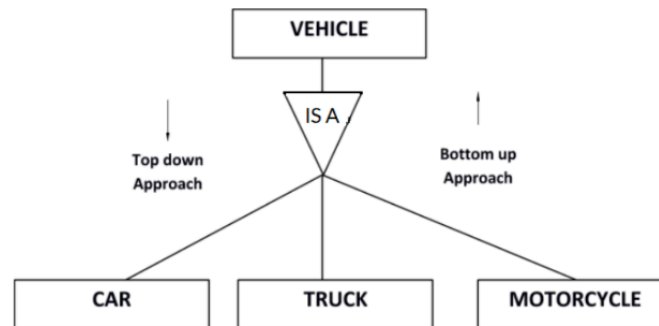 VEHICLE
IS A ,
Top down
Approach
Bottom up
Approach
CAR
TRUCK
MOTORCYCLE